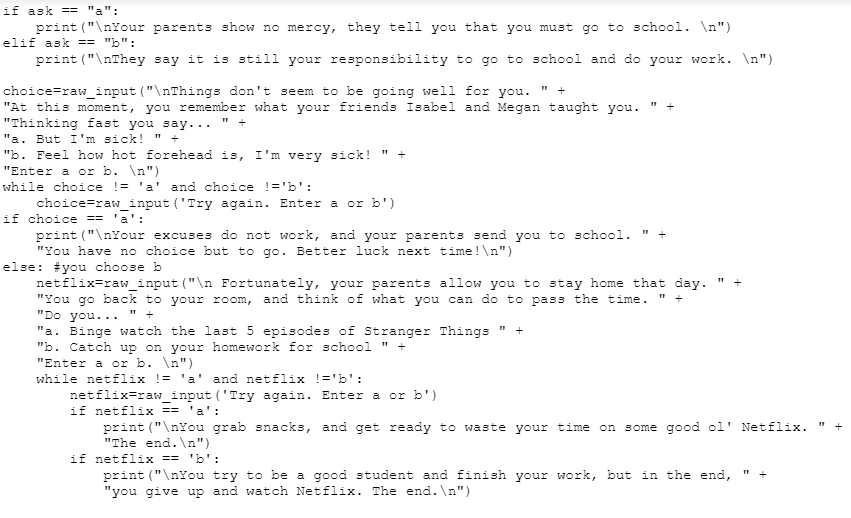 if ask == "a":
    print("\nYour parents show no mercy, they tell you that you must go to school. \n")
elif ask == "b":
    print("\nThey say it is still your responsibility to go to school and do your work. \n")

choice=raw_input("\nThings don't seem to be going well for you. " +
"At this moment, you remember what your friends Isabel and Megan taught you. " +
"Thinking fast you say... " +
"a. But I'm sick! " +
"b. Feel how hot forehead is, I'm very sick! " +
"Enter a or b. \n")
while choice != 'a' and choice !='b':
    choice=raw_input('Try again. Enter a or b')
if choice == 'a':
    print("\nYour excuses do not work, and your parents send you to school. " +
    "You have no choice but to go. Better luck next time!\n")
else: #you choose b
    netflix=raw_input("\n Fortunately, your parents allow you to stay home that day. " +
    "You go back to your room, and think of what you can do to pass the time. " +
    "Do you... " +
    "a. Binge watch the last 5 episodes of Stranger Things " +
    "b. Catch up on your homework for school " +
    "Enter a or b. \n")
    while netflix != 'a' and netflix !='b':
        netflix=raw_input('Try again. Enter a or b')
        if netflix == 'a':
            print("\nYou grab snacks, and get ready to waste your time on some good ol' Netflix. " +
            "The end.\n")
        if netflix == 'b':
            print("\nYou try to be a good student and finish your work, but in the end, " +
            "you give up and watch Netflix. The end.\n")